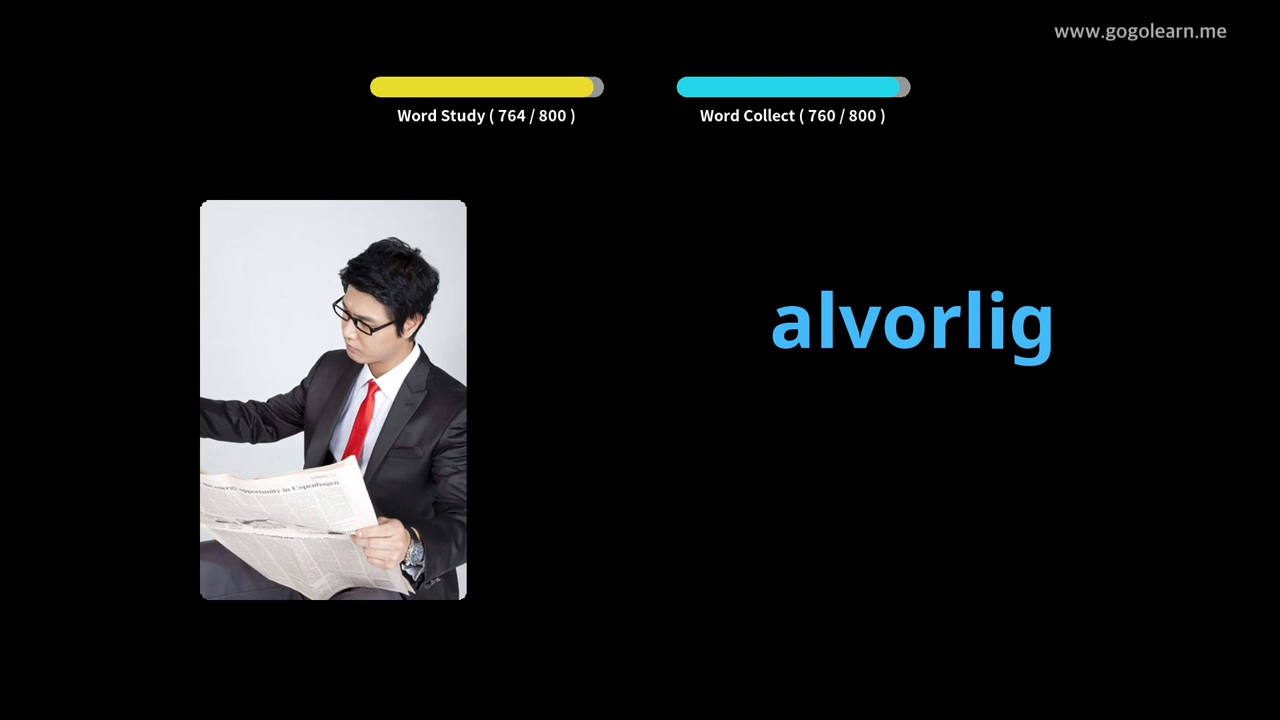 www.gogolearn.me
Word Study ( 764 / 800 )
Word Collect ( 760 / 800 )
alvorlig
opportunity in Copenhagen